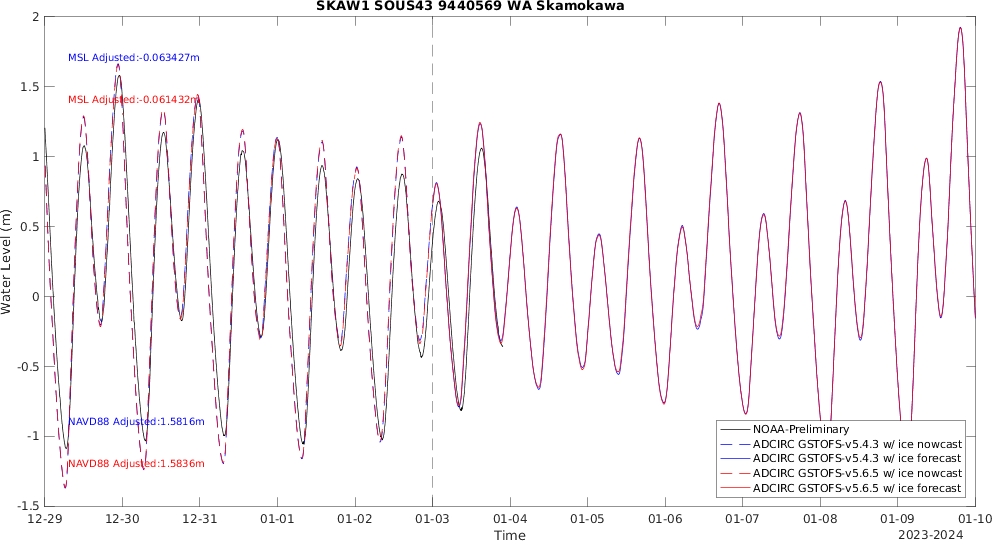 SKAW1 SOUS43 9440569 WA Skamokawa
2
1.5
1
0.5
0
-0.5
-1
-1.5
Water Level (m)
MSL Adjusted:-0.063427m
MSL Adjusted:-0.061432m
NAVD88 Adjusted:1.5816m
NAVD88 Adjusted:1.5836m
NOAA-Preliminary
ADCIRC GSTOFS-v5.4.3 w/ ice nowcast
ADCIRC GSTOFS-v5.4.3 w/ ice forecast
ADCIRC GSTOFS-v5.6.5 w/ ice nowcast
ADCIRC GSTOFS-v5.6.5 w/ ice forecast
12-29 12-30 12-31 01-01 01-02 01-03 01-04 01-05 01-06 01-07 01-08 01-09 01-10
Time
2023-2024